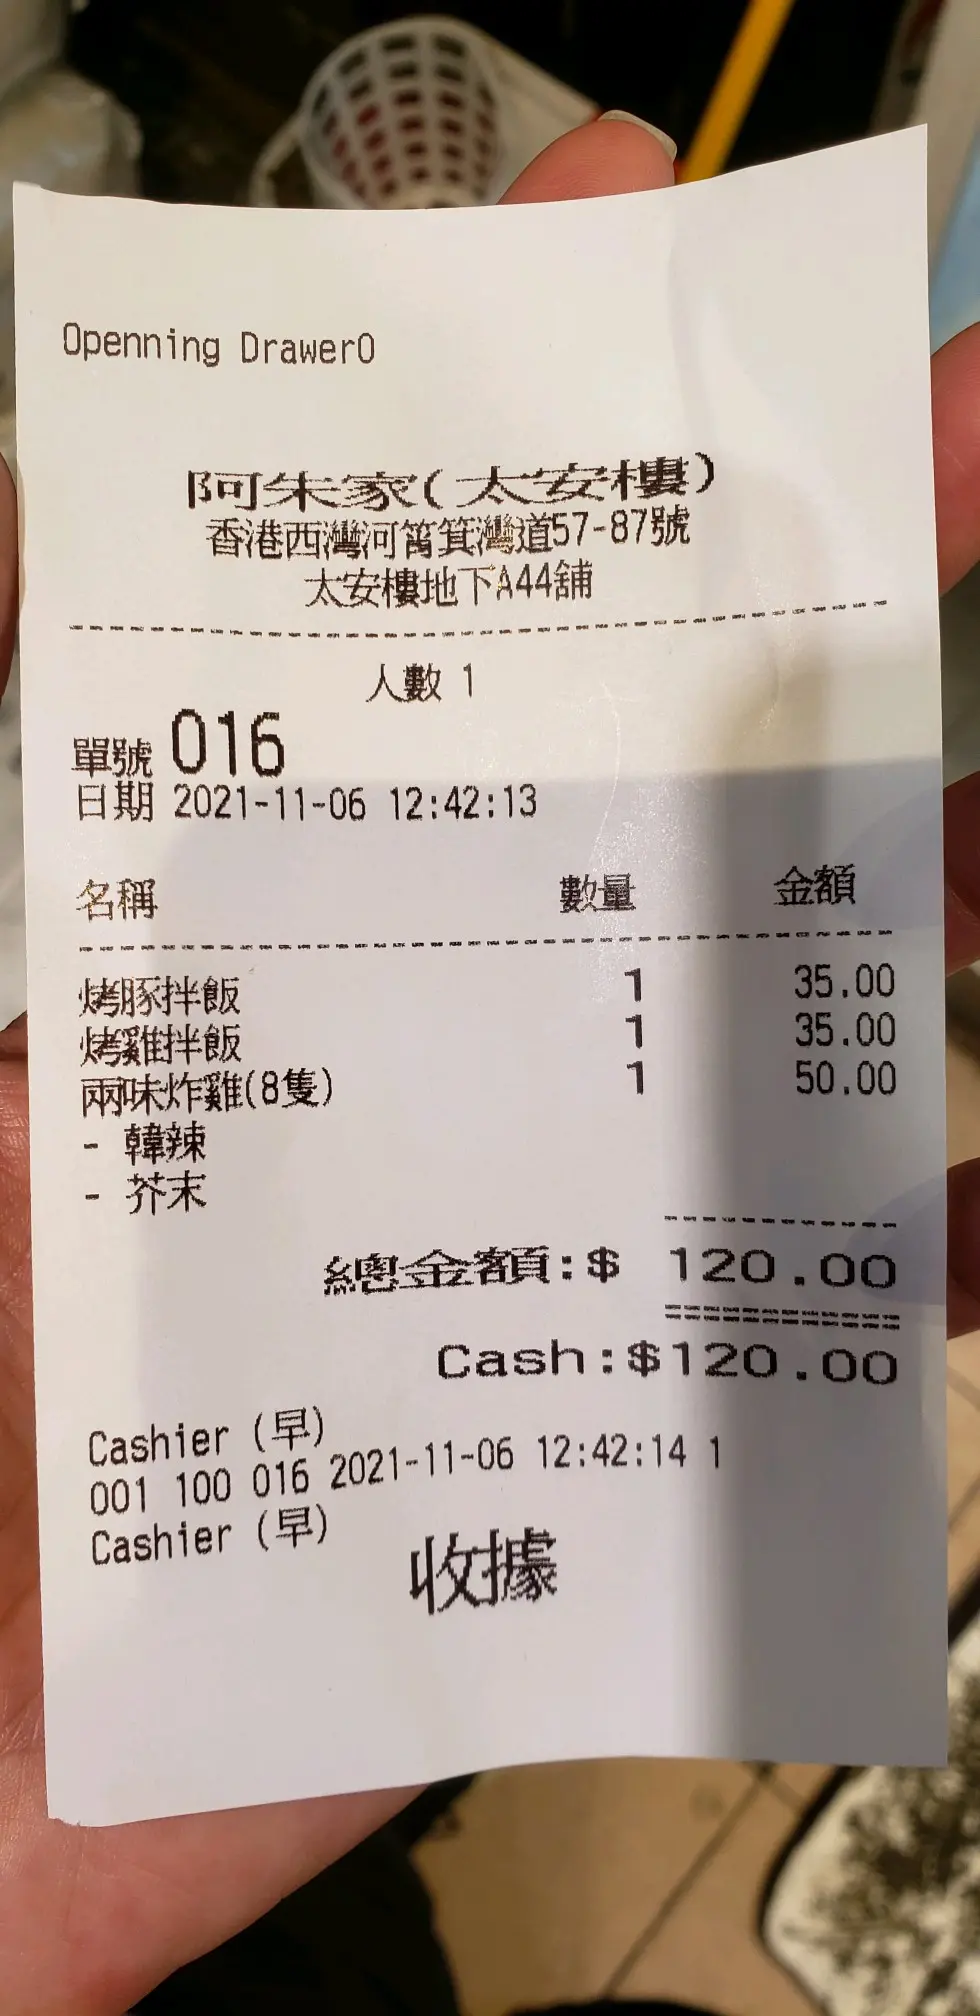 Openning Drawer0
阿朱家(太安樓)
香港西灣河筲箕灣道57-87號
太安樓地下A44舖
人數 1
單號 016
日期 2021-11-06 12:42:13
名稱 數量 金額
烤豚拌飯 1 35.00
烤雞拌飯 1 35.00
兩味炸雞(8隻) 1 50.00
- 韓辣
- 芥末
總金額:$ 120.00
Cash:$120.00
Cashier (早)
001 100 016 2021-11-06 12:42:14 1
Cashier (早)
收據